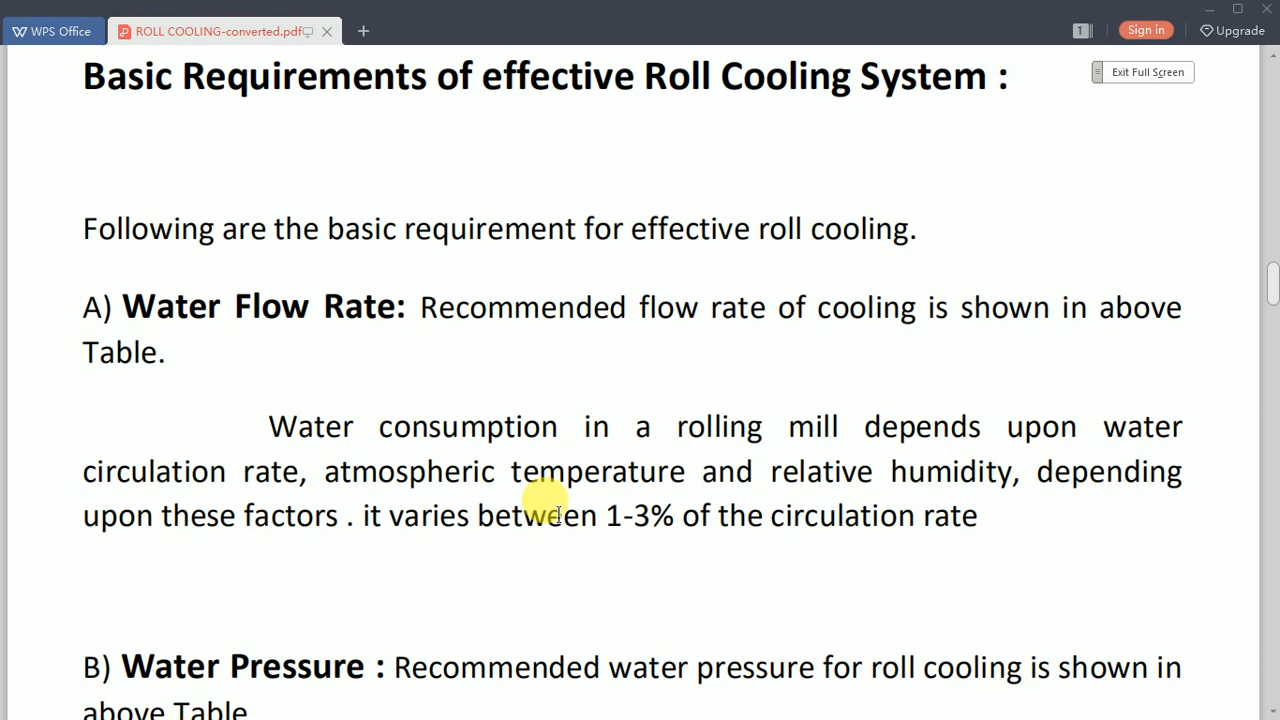 WPS Office
ROLL COOLING-converted.pdf
1
Sign in
Upgrade
Basic Requirements of effective Roll Cooling System :
Exit Full Screen
Following are the basic requirement for effective roll cooling.
A) Water Flow Rate: Recommended flow rate of cooling is shown in above
Table.
Water consumption in a rolling mill depends upon water
circulation rate, atmospheric temperature and relative humidity, depending
upon these factors . it varies between 1-3% of the circulation rate
B) Water Pressure : Recommended water pressure for roll cooling is shown in
above Table